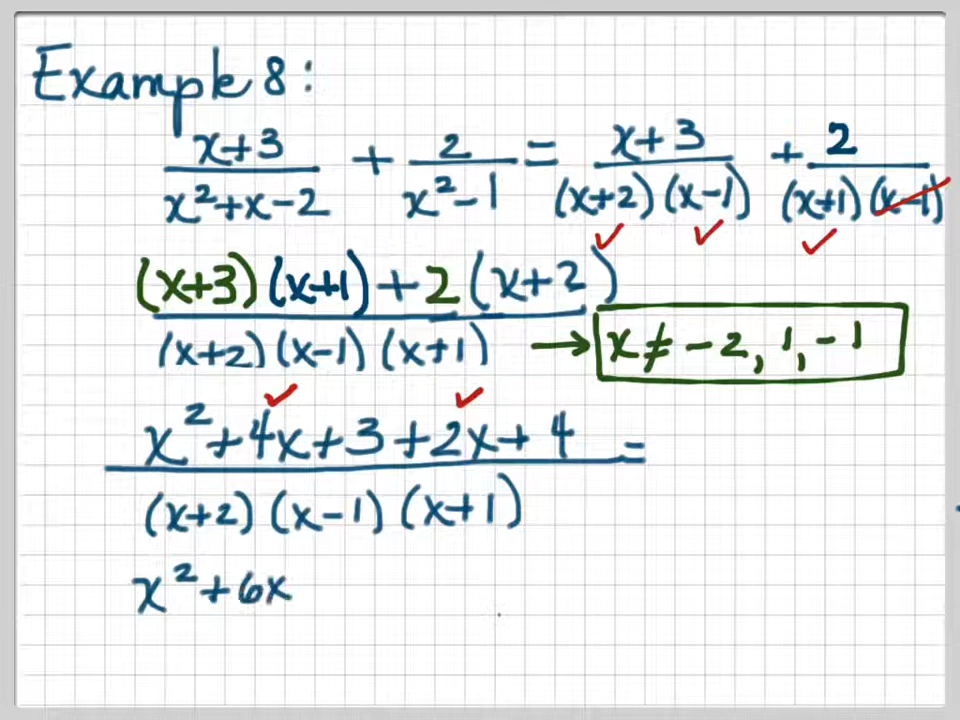 Example 8:
x+3 + 2 = x+3 + 2
x²+x-2 x²-1 (x+2)(x-1) (x+1)(x-1)
(x+3)(x+1)+2(x+2)
(x+2)(x-1)(x+1) → x≠-2, 1, -1
x²+4x+3+2x+4 =
(x+2)(x-1)(x+1)
x²+6x